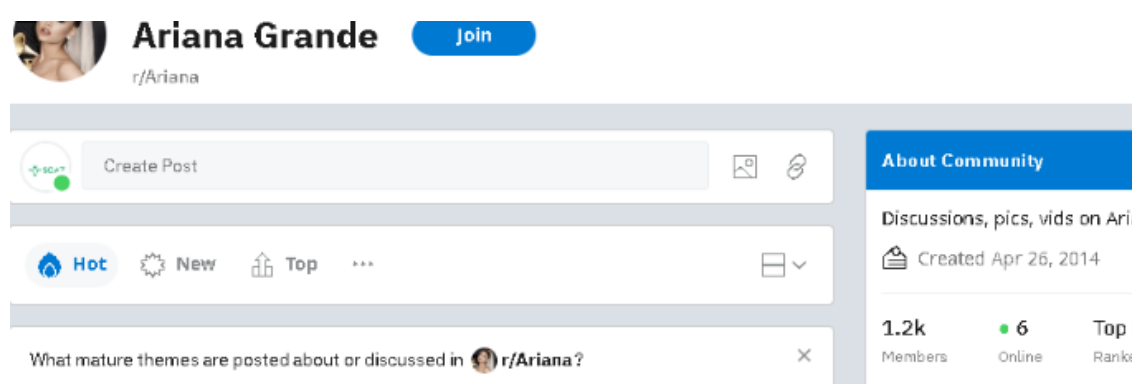 Ariana Grande Join
r/Ariana
Create Post
About Community
Discussions, pics, vids on
Hot New Top ...
Created Apr 26, 2014
1.2k 6 Top
Members Online
What mature themes are posted about or discussed in r/Ariana?